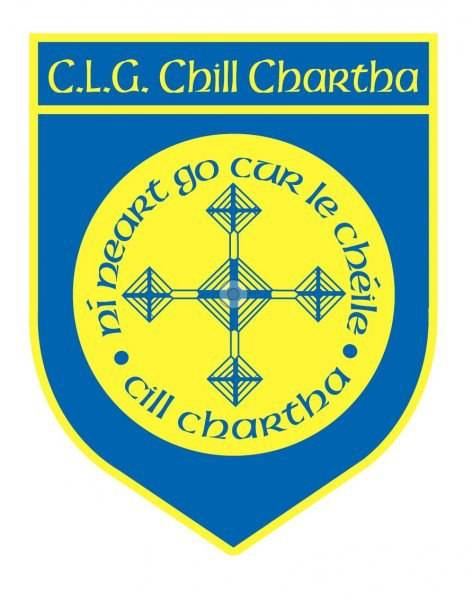 C.L.G. Chill Chartha
ní neart go cur le chéile
• cill chartha •